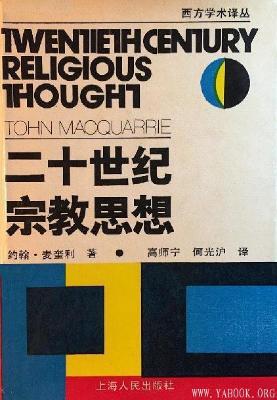 西方学术译丛
TWENTIETH CENTURY
RELIGIOUS
THOUGHT
TOHN MACQUARRIE
二十世纪
宗教思想
約翰·麦奎利 著 ● 高师宁 何光沪 译
上海人民出版社
WWW.YABOOK.ORG